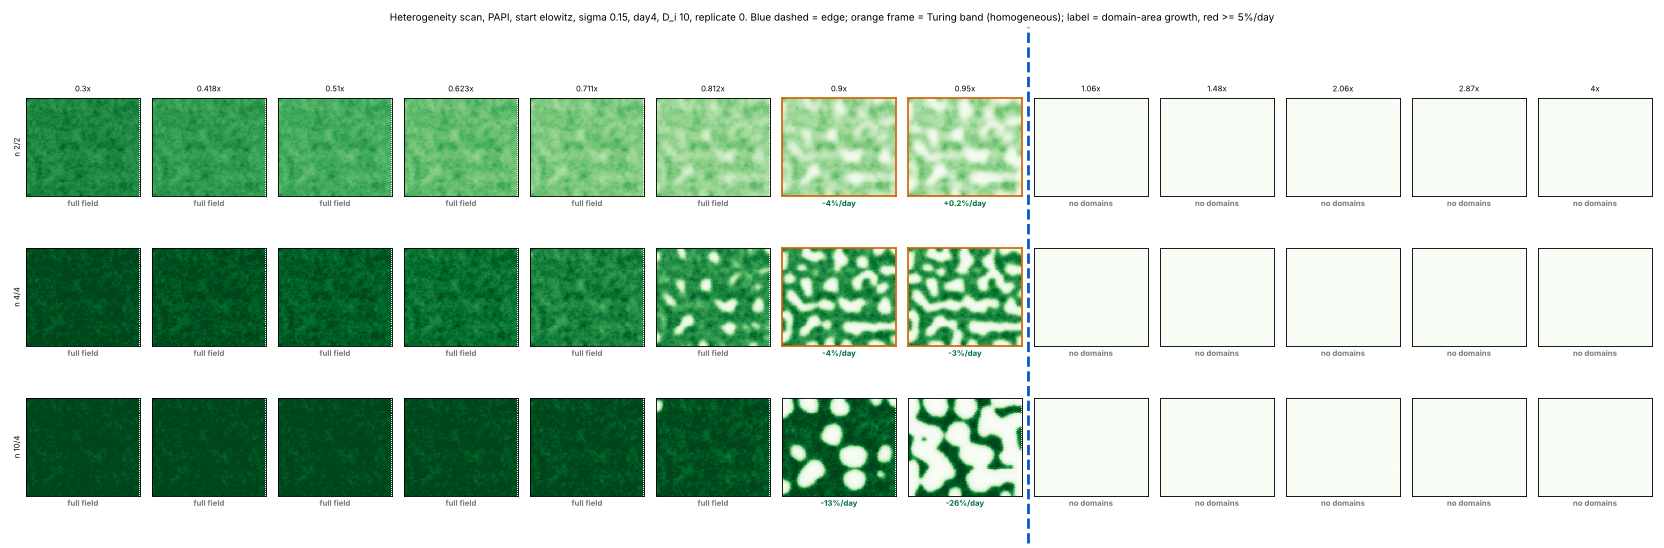 Heterogeneity scan, PAPI, start elowitz, sigma 0.15, day4, D_i 10, replicate 0. Blue dashed = edge; orange frame = Turing band (homogeneous); label = domain-area growth, red >= 5%/day
0.3x 0.418x 0.51x 0.623x 0.711x 0.812x 0.9x 0.95x 1.06x 1.48x 2.06x 2.87x 4x
n 2/2
full field full field full field full field full field full field -4%/day +0.2%/day no domains no domains no domains no domains no domains
n 4/4
full field full field full field full field full field full field -4%/day -3%/day no domains no domains no domains no domains no domains
n 10/4
full field full field full field full field full field full field -13%/day -26%/day no domains no domains no domains no domains no domains